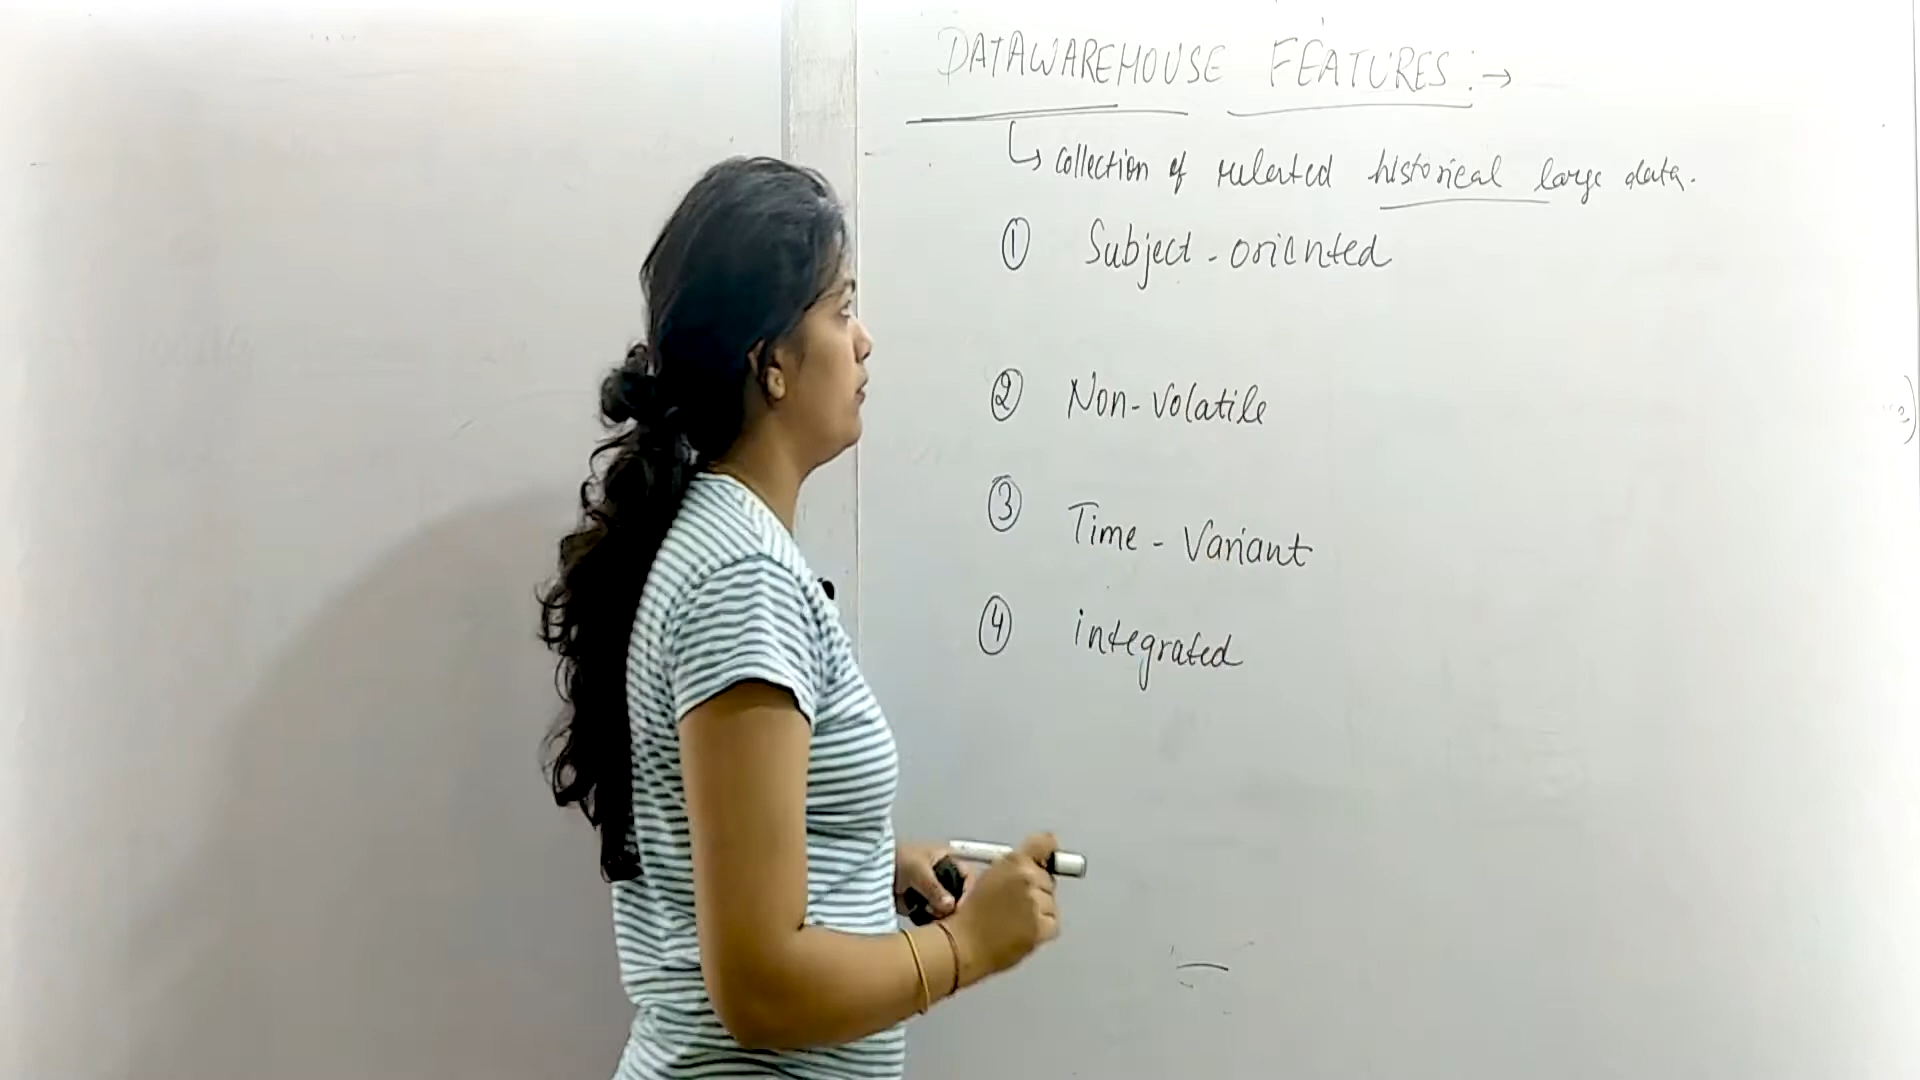 DATAWAREHOUSE FEATURES :→
↳ collection of related historical large data.
① Subject - oriented
② Non-Volatile
③ Time - Variant
④ integrated